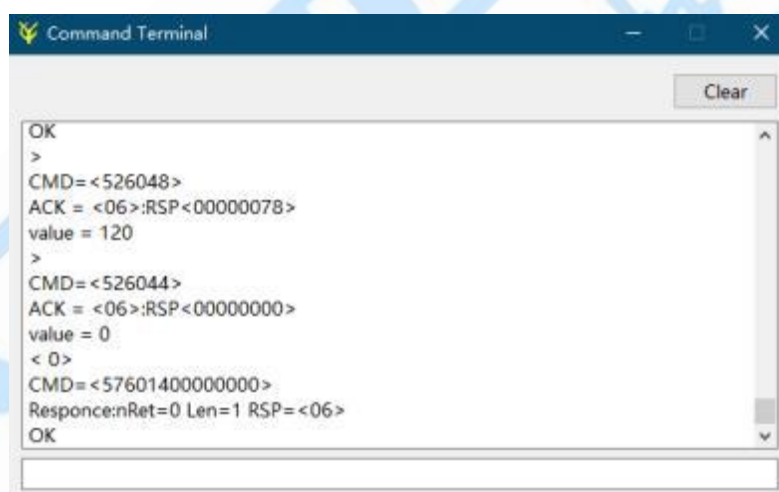 Command Terminal
Clear
OK
>
CMD=<526048>
ACK = <06>:RSP<00000078>
value = 120
>
CMD=<526044>
ACK = <06>:RSP<00000000>
value = 0
< 0>
CMD=<57601400000000>
Responce:nRet=0 Len=1 RSP=<06>
OK